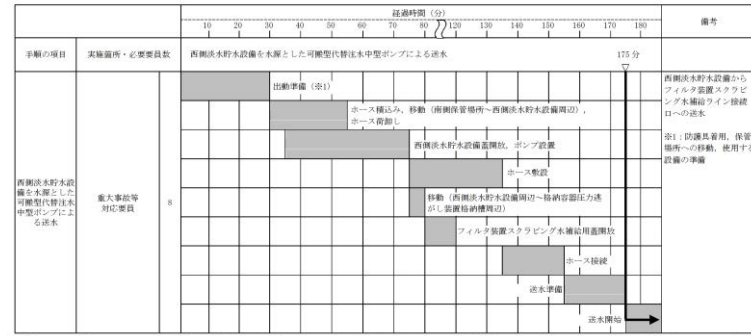 経過時間（分）
備考
10 20 30 40 50 60 70 80 120 130 140 150 160 170 180
手順の項目
実施箇所・必要要員数
西側淡水貯水設備を水源とした可搬型代替注水中型ポンプによる送水
175 分
西側淡水貯水設備を水源とした可搬型代替注水中型ポンプによる送水
重大事故等
対応要員
8
出動準備（※1）
ホース積込み，移動（南側保管場所～西側淡水貯水設備周辺），
ホース荷卸し
西側淡水貯水設備蓋開放，ポンプ設置
ホース敷設
移動（西側淡水貯水設備周辺～格納容器圧力逃
がし装置格納槽周辺）
フィルタ装置スクラビング水補給用蓋開放
ホース接続
送水準備
送水開始
西側淡水貯水設備から
フィルタ装置スクラビ
ング水補給ライン接続
口への送水
※1：防護具着用，保管
場所への移動，使用する
設備の準備